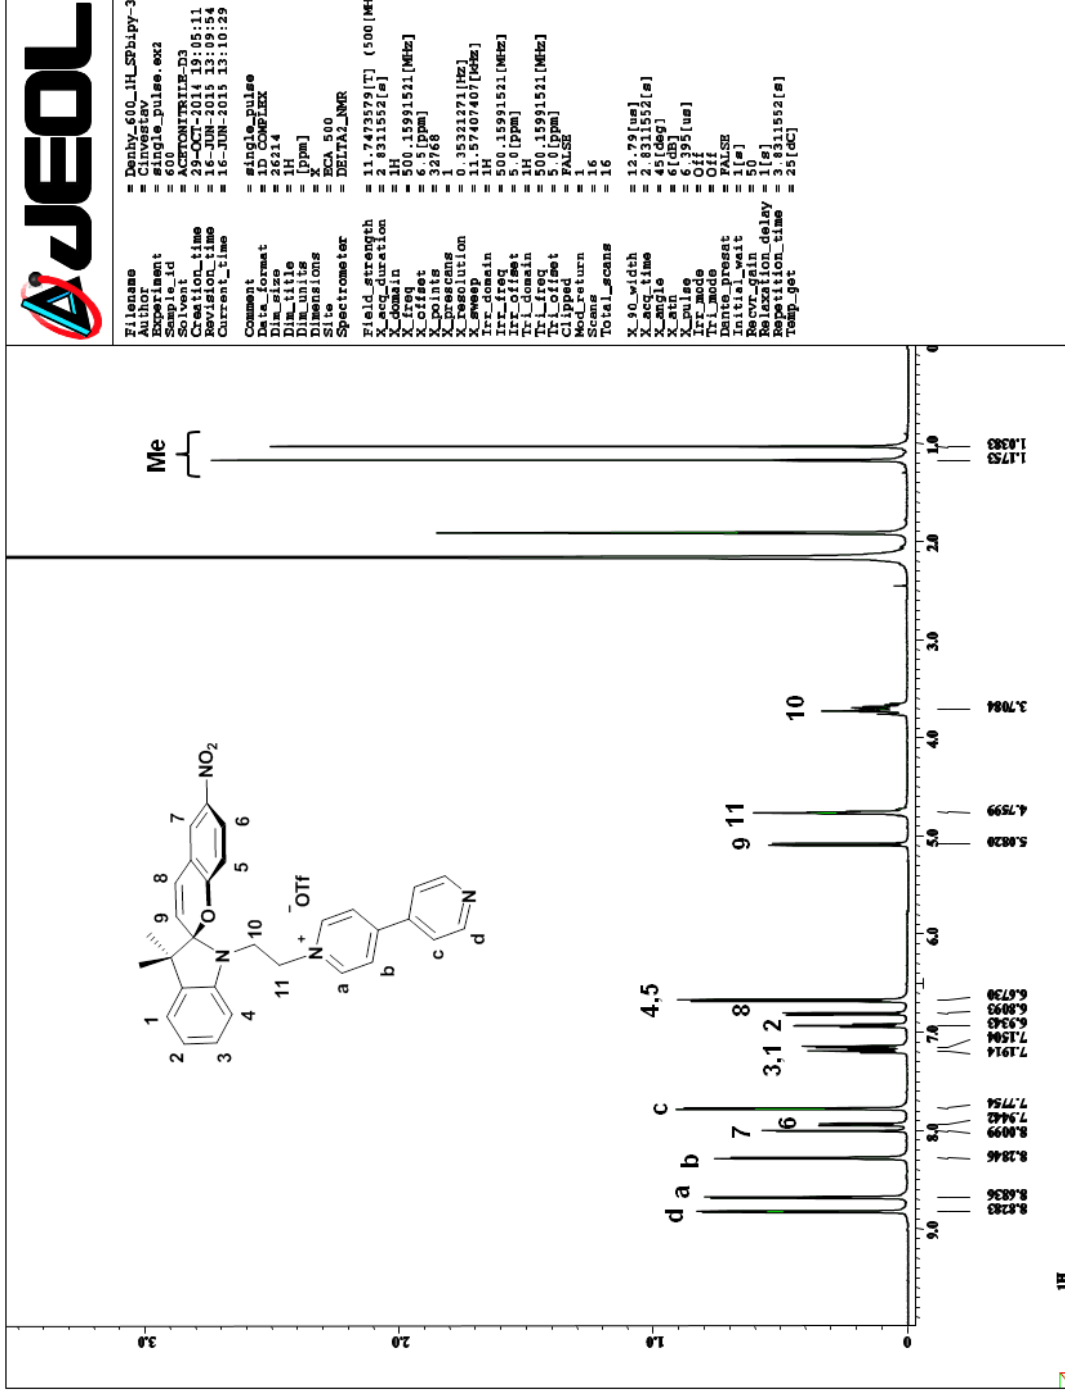 JEOL
Filename = Denhy_600_1H_SPbipy-3
Author = Cinvestav
Experiment = single_pulse.ex2
Sample_id = 600
Solvent = ACETONITRILE-D3
Creation_time = 29-OCT-2014 19:05:11
Revision_time = 16-JUN-2015 13:09:54
Current_time = 16-JUN-2015 13:10:29
Comment = single_pulse
Data_format = 1D COMPLEX
Dim_size = 26214
Dim_title = 1H
Dim_units = [ppm]
Dimensions = X
Site = ECA 500
Spectrometer = DELTA2_NMR
Field_strength = 11.7473579[T] (500[MH
X_acq_duration = 2.8311552[s]
X_domain = 1H
X_freq = 500.15991521[MHz]
X_offset = 6.5[ppm]
X_points = 32768
X_prescans = 1
X_resolution = 0.35321271[Hz]
X_sweep = 11.57407407[kHz]
Irr_domain = 1H
Irr_freq = 500.15991521[MHz]
Irr_offset = 5.0[ppm]
Tri_domain = 1H
Tri_freq = 500.15991521[MHz]
Tri_offset = 5.0[ppm]
Clipped = FALSE
Mod_return = 1
Scans = 16
Total_scans = 16
X_90_width = 12.79[us]
X_acq_time = 2.8311552[s]
X_angle = 45[deg]
X_atn = 6[dB]
X_pulse = 6.395[us]
Irr_mode = Off
Tri_mode = Off
Dante_presat = FALSE
Initial_wait = 1[s]
Recvr_gain = 50
Relaxation_delay = 1[s]
Repetition_time = 3.8311552[s]
Temp_get = 25[dC]
NO2
7
6
5
8
9
O
N
10
11
-OTf
N+
a
b
c
d
N
1
2
3
4
Me
10
11
9
4,5
8
2
3,1
c
6
7
b
a
d
3.0
2.0
1.0
0
9.0 8.0 7.0 6.0 5.0 4.0 3.0 2.0 1.0 0
8.8283 8.6836 8.2846 8.0099 7.9442 7.7754 7.1914 7.1504 6.9343 6.8093 6.6730 5.0820 4.7599 3.7084 1.1753 1.0383
1H